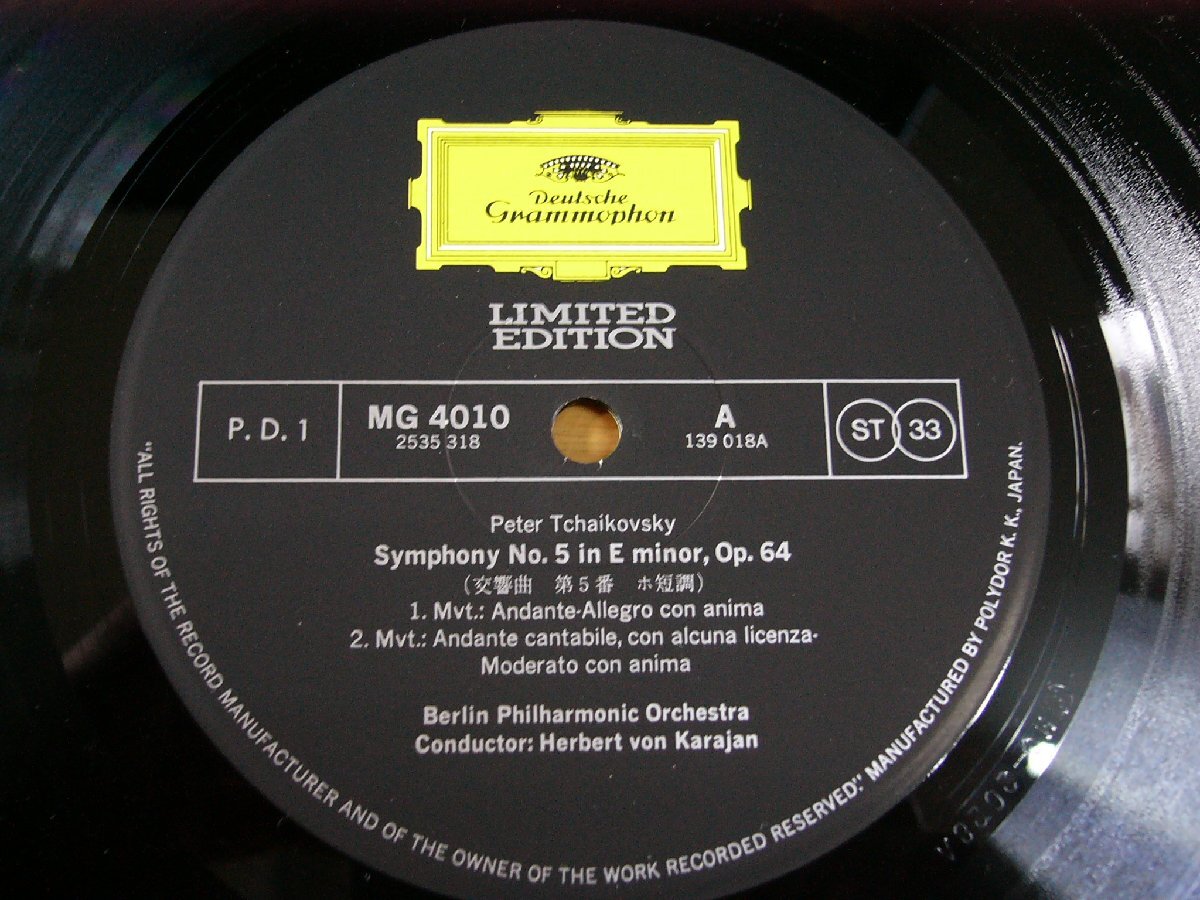 Deutsche
Grammophon
LIMITED
EDITION
P. D. 1
MG 4010
2535 318
A
139 018A
ST
33
Peter Tchaikovsky
Symphony No. 5 in E minor, Op. 64
(交響曲 第5番 ホ短調)
1. Mvt.: Andante-Allegro con anima
2. Mvt.: Andante cantabile, con alcuna licenza-
Moderato con anima
Berlin Philharmonic Orchestra
Conductor: Herbert von Karajan
"ALL RIGHTS OF THE RECORD MANUFACTURER AND OF THE OWNER OF THE WORK RECORDED RESERVED." MANUFACTURED BY POLYDOR K. K., JAPAN.